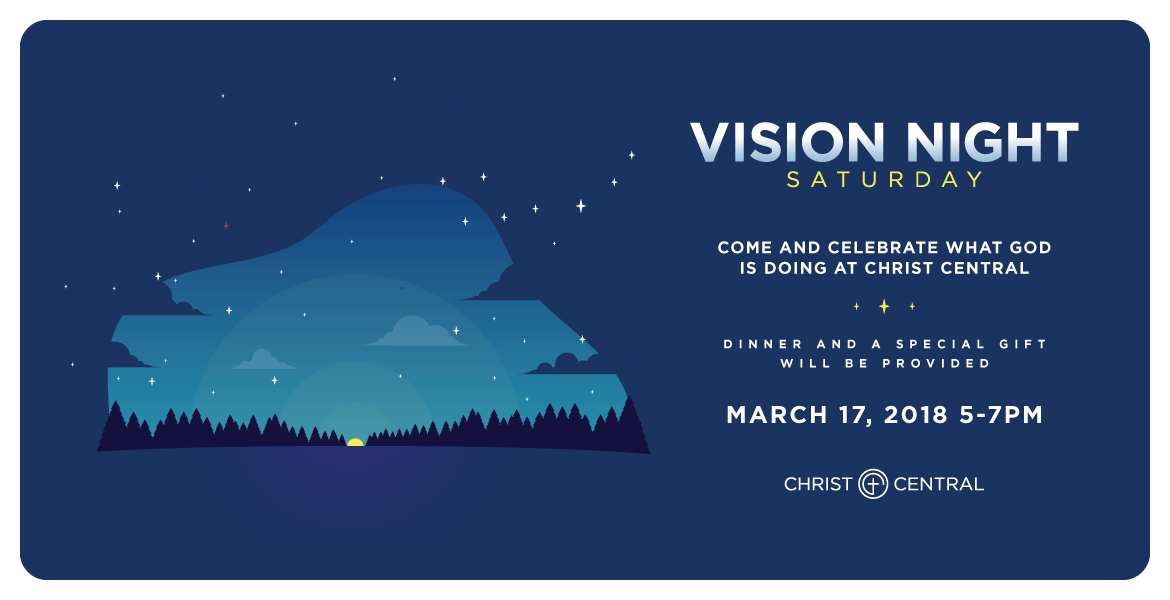 VISION NIGHT
SATURDAY
COME AND CELEBRATE WHAT GOD
IS DOING AT CHRIST CENTRAL
DINNER AND A SPECIAL GIFT
WILL BE PROVIDED
MARCH 17, 2018 5-7PM
CHRIST CENTRAL